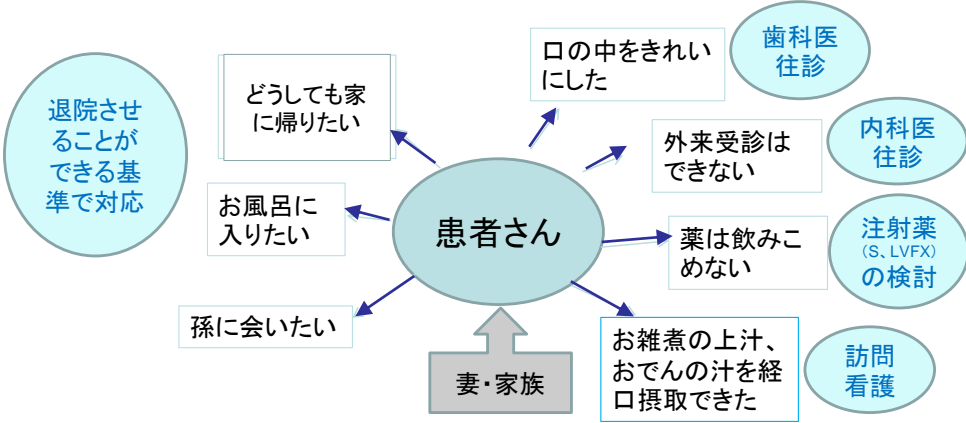 退院させ
ることが
できる基
準で対応
どうしても家
に帰りたい
お風呂に
入りたい
孫に会いたい
患者さん
妻・家族
口の中をきれい
にした
歯科医
往診
外来受診は
できない
内科医
往診
薬は飲みこ
めない
注射薬
(S、LVFX)
の検討
お雑煮の上汁、
おでんの汁を経
口摂取できた
訪問
看護